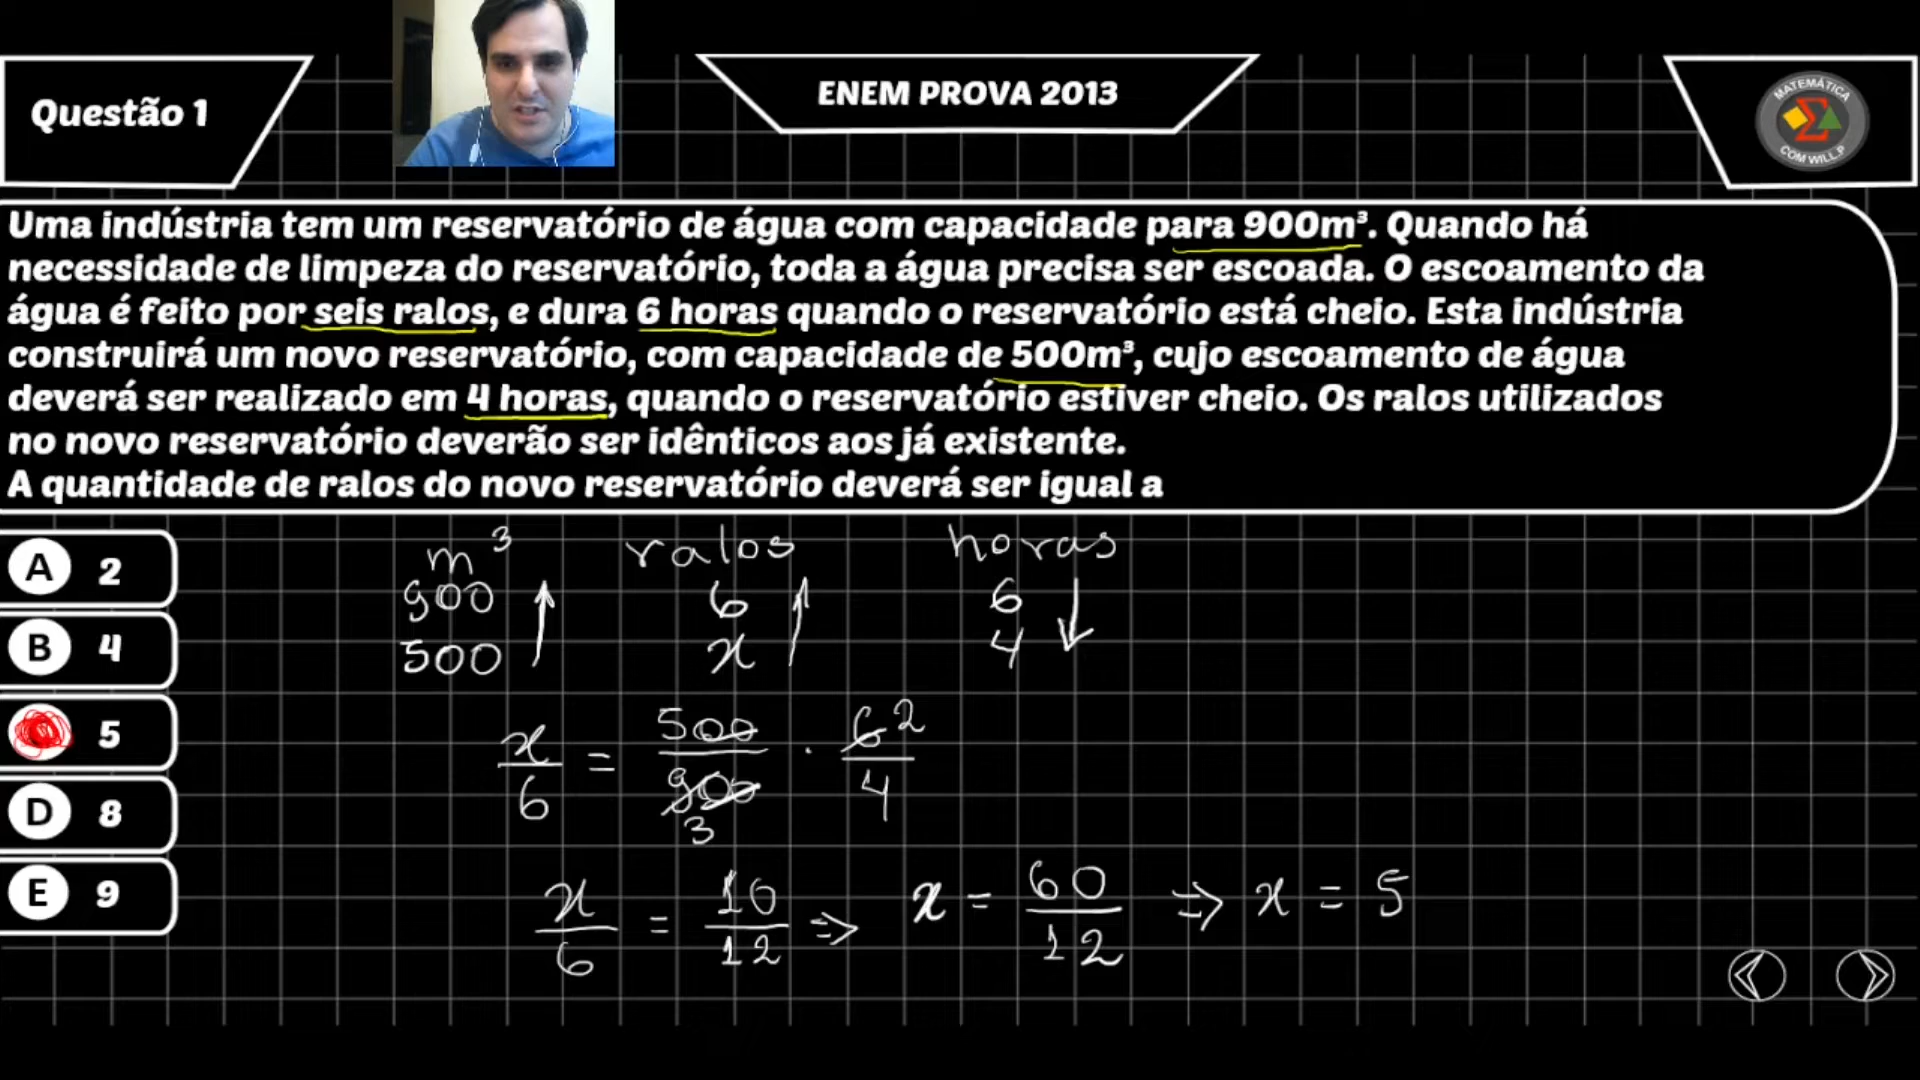 Questão 1
ENEM PROVA 2013
MATEMÁTICA
COM WILL.P
Uma indústria tem um reservatório de água com capacidade para 900m³. Quando há
necessidade de limpeza do reservatório, toda a água precisa ser escoada. O escoamento da
água é feito por seis ralos, e dura 6 horas quando o reservatório está cheio. Esta indústria
construirá um novo reservatório, com capacidade de 500m³, cujo escoamento de água
deverá ser realizado em 4 horas, quando o reservatório estiver cheio. Os ralos utilizados
no novo reservatório deverão ser idênticos aos já existente.
A quantidade de ralos do novo reservatório deverá ser igual a
A 2
B 4
5
D 8
E 9
m³ ralos horas
900 ↑ 6 ↑ 6 ↓
500 x 4
x/6 = 500/900 · 6/4
2
3
x/6 = 10/12 => x = 60/12 => x = 5